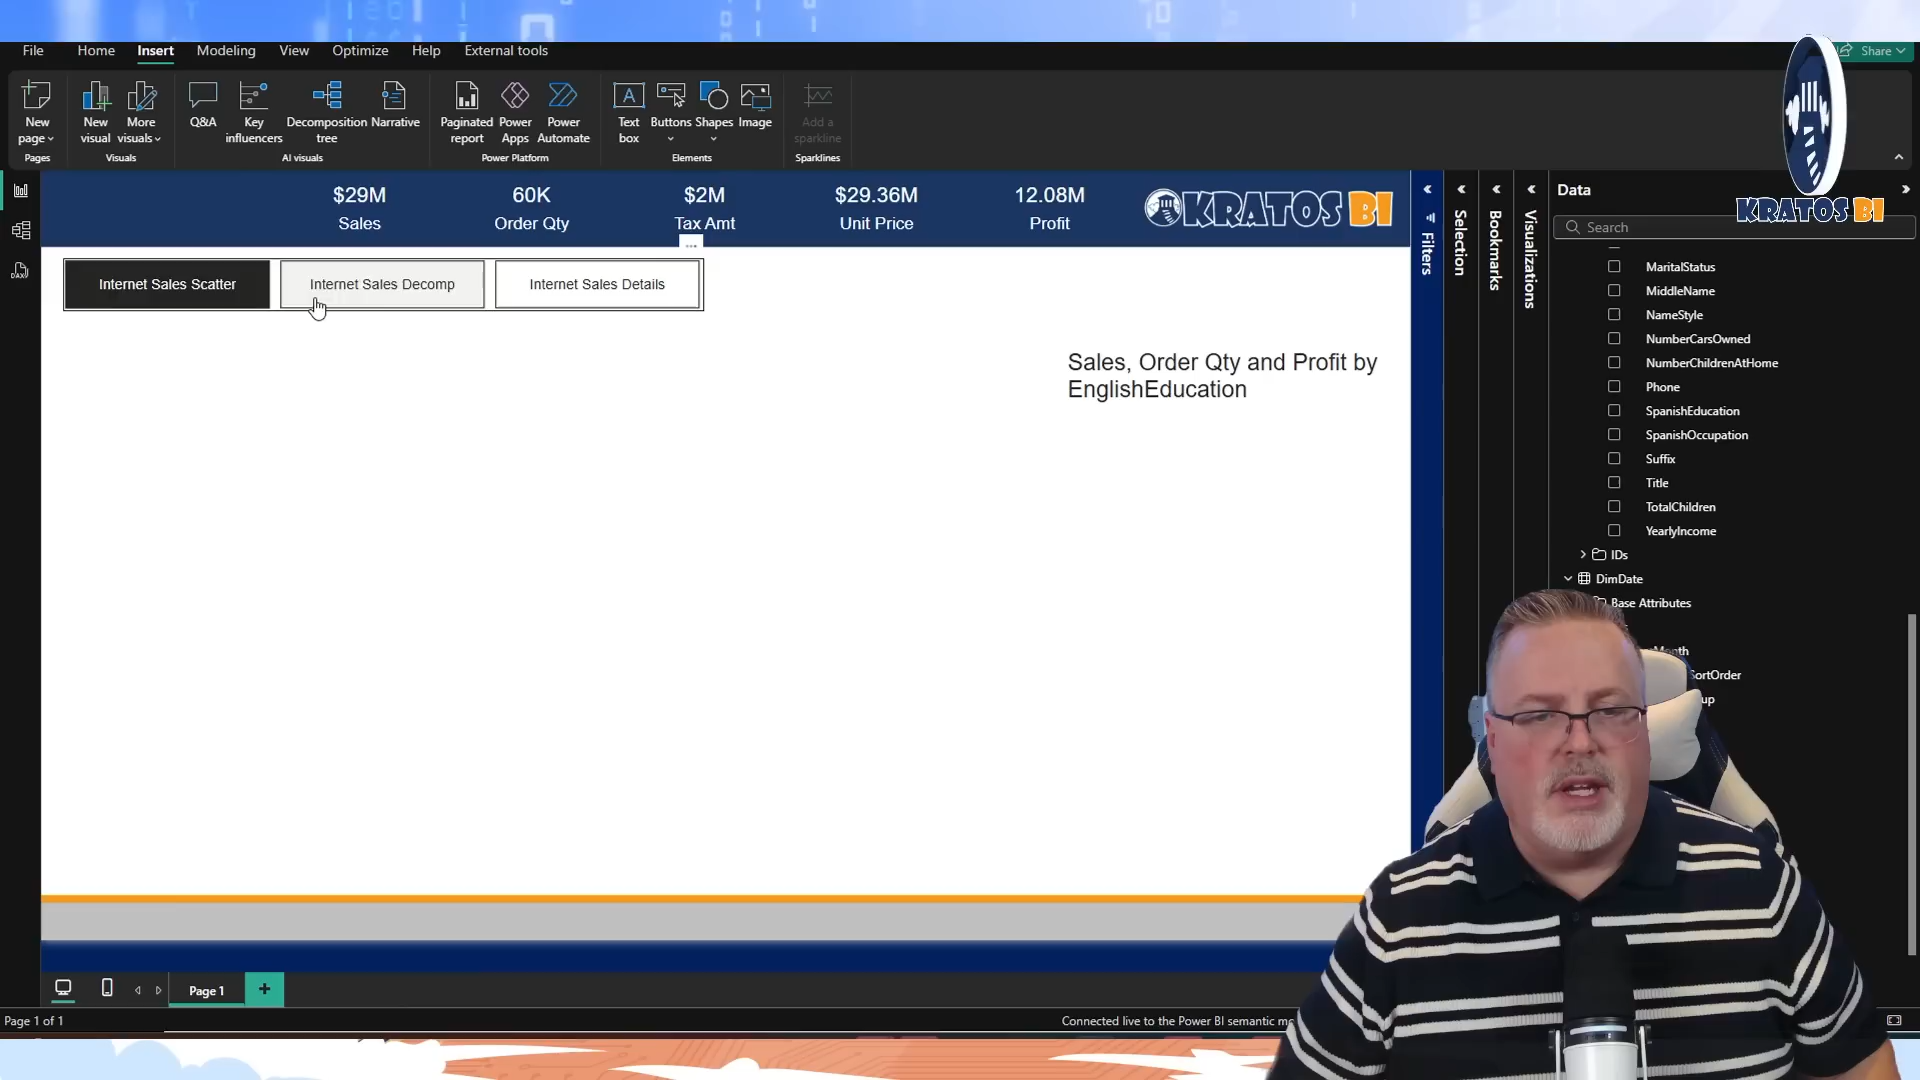 File Home Insert Modeling View Optimize Help External tools
Share
New page
New visual
More visuals
Q&A
Key influencers
Decomposition tree
Narrative
Paginated report
Power Apps
Power Automate
Text box
Buttons
Shapes
Image
Add a sparkline
Pages
Visuals
AI visuals
Power Platform
Elements
Sparklines
KRATOS BI
$29M
Sales
60K
Order Qty
$2M
Tax Amt
$29.36M
Unit Price
12.08M
Profit
KRATOS BI
Internet Sales Scatter
Internet Sales Decomp
Internet Sales Details
Sales, Order Qty and Profit by
EnglishEducation
Filters
Selection
Bookmarks
Visualizations
Data
Search
MaritalStatus
MiddleName
NameStyle
NumberCarsOwned
NumberChildrenAtHome
Phone
SpanishEducation
SpanishOccupation
Suffix
Title
TotalChildren
YearlyIncome
IDs
DimDate
Base Attributes
SortOrder
Page 1
Page 1 of 1
Connected live to the Power BI semantic